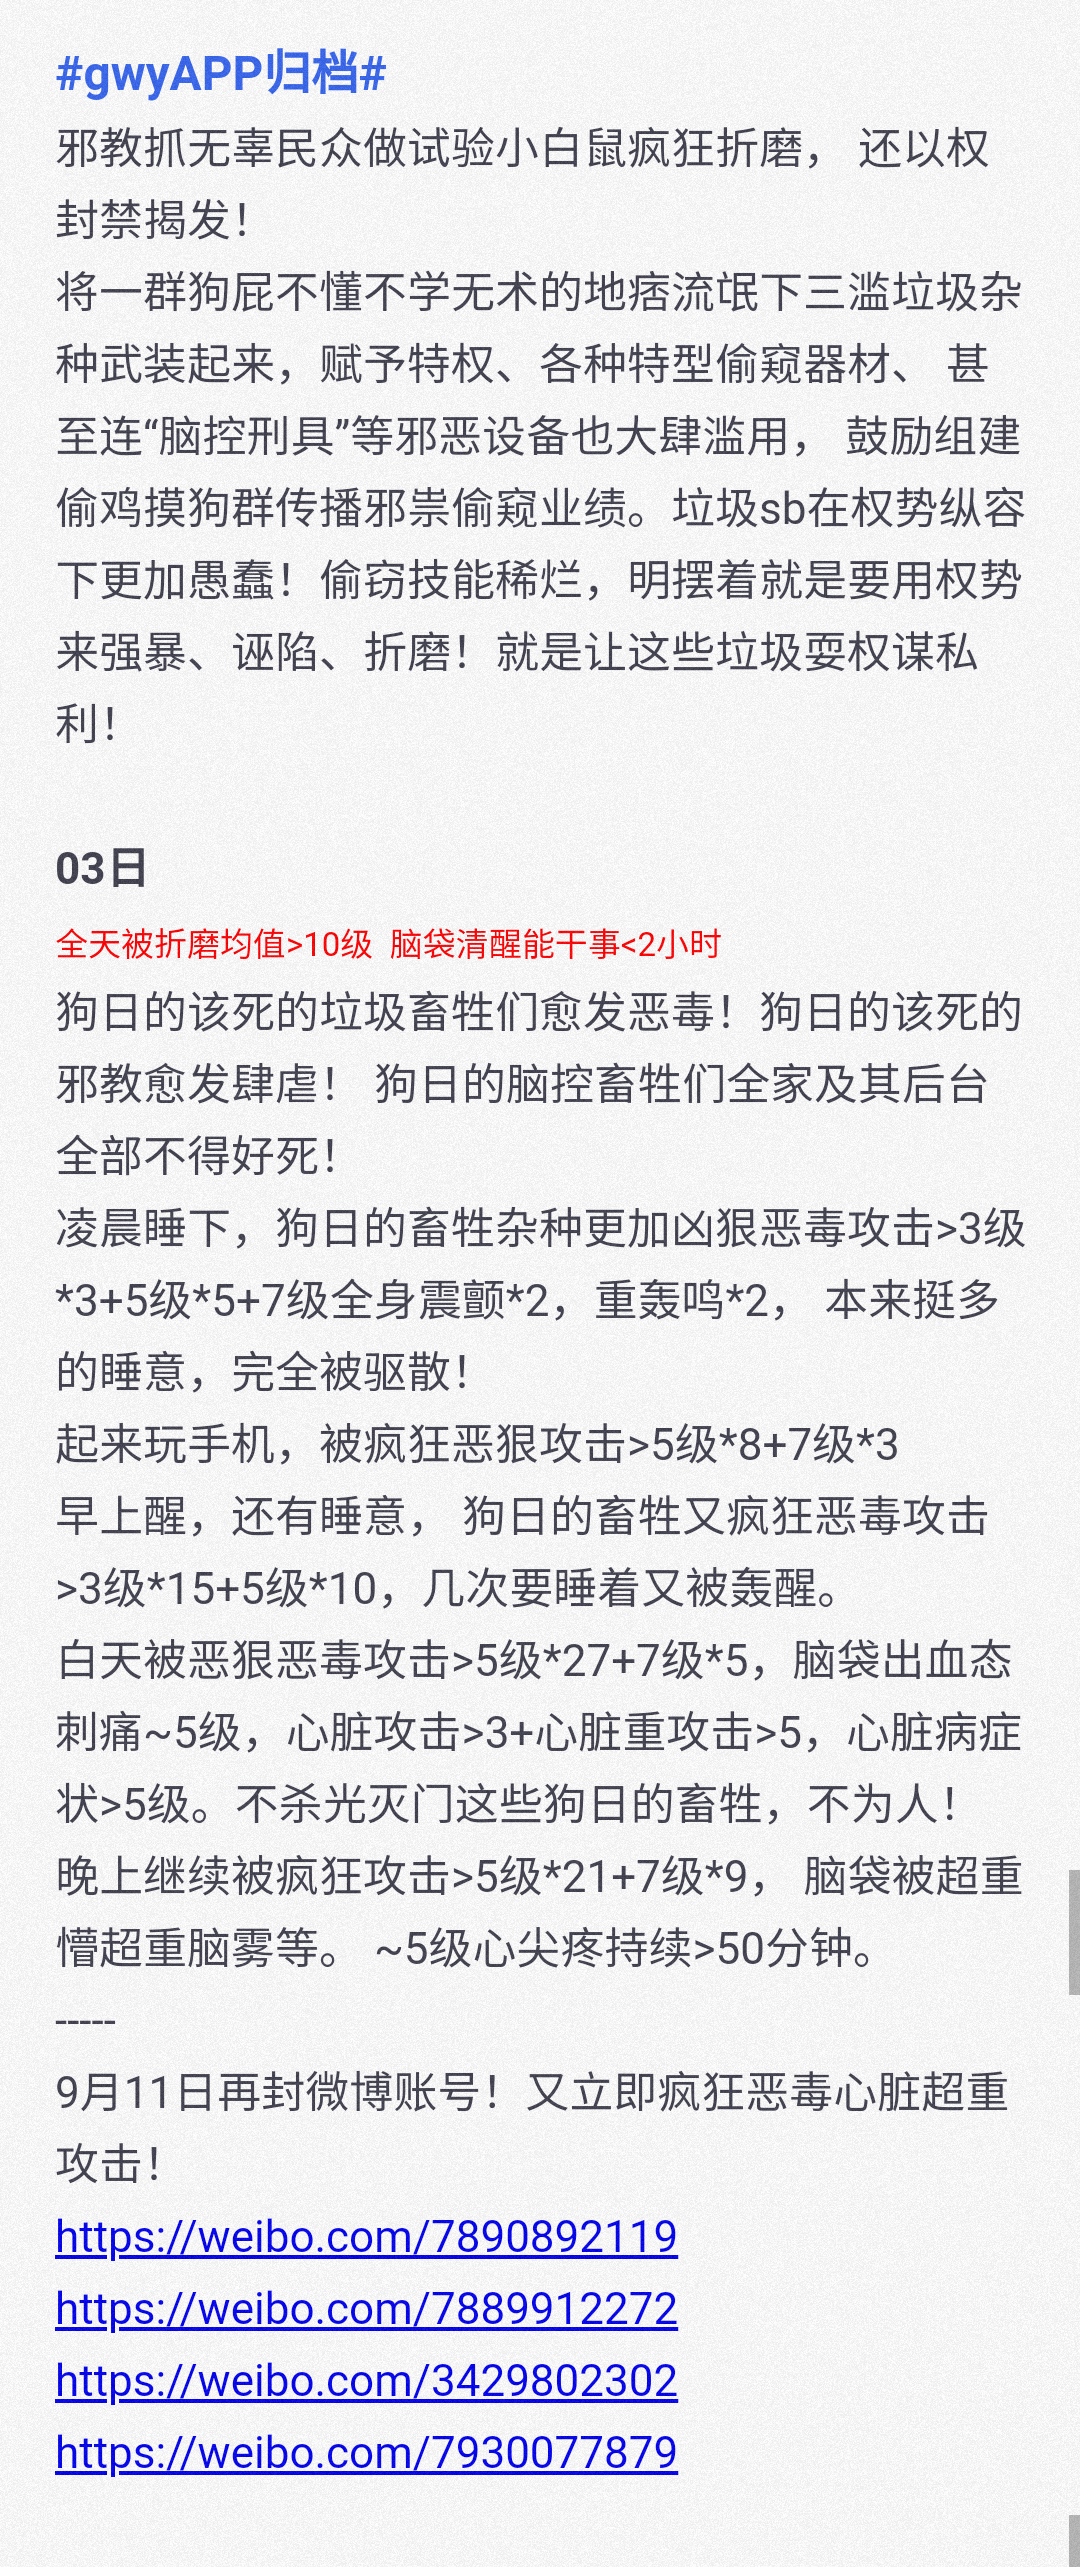 #gwyAPP归档#
邪教抓无辜民众做试验小白鼠疯狂折磨， 还以权
封禁揭发！
将一群狗屁不懂不学无术的地痞流氓下三滥垃圾杂
种武装起来，赋予特权、各种特型偷窥器材、 甚
至连“脑控刑具”等邪恶设备也大肆滥用， 鼓励组建
偷鸡摸狗群传播邪祟偷窥业绩。垃圾sb在权势纵容
下更加愚蠢！偷窃技能稀烂，明摆着就是要用权势
来强暴、诬陷、折磨！就是让这些垃圾耍权谋私
利！
03日
全天被折磨均值>10级 脑袋清醒能干事<2小时
狗日的该死的垃圾畜牲们愈发恶毒！狗日的该死的
邪教愈发肆虐！ 狗日的脑控畜牲们全家及其后台
全部不得好死！
凌晨睡下，狗日的畜牲杂种更加凶狠恶毒攻击>3级
*3+5级*5+7级全身震颤*2，重轰鸣*2， 本来挺多
的睡意，完全被驱散！
起来玩手机，被疯狂恶狠攻击>5级*8+7级*3
早上醒，还有睡意， 狗日的畜牲又疯狂恶毒攻击
>3级*15+5级*10，几次要睡着又被轰醒。
白天被恶狠恶毒攻击>5级*27+7级*5，脑袋出血态
刺痛~5级，心脏攻击>3+心脏重攻击>5，心脏病症
状>5级。不杀光灭门这些狗日的畜牲，不为人！
晚上继续被疯狂攻击>5级*21+7级*9， 脑袋被超重
懵超重脑雾等。 ~5级心尖疼持续>50分钟。
-----
9月11日再封微博账号！又立即疯狂恶毒心脏超重
攻击！
https://weibo.com/7890892119
https://weibo.com/7889912272
https://weibo.com/3429802302
https://weibo.com/7930077879